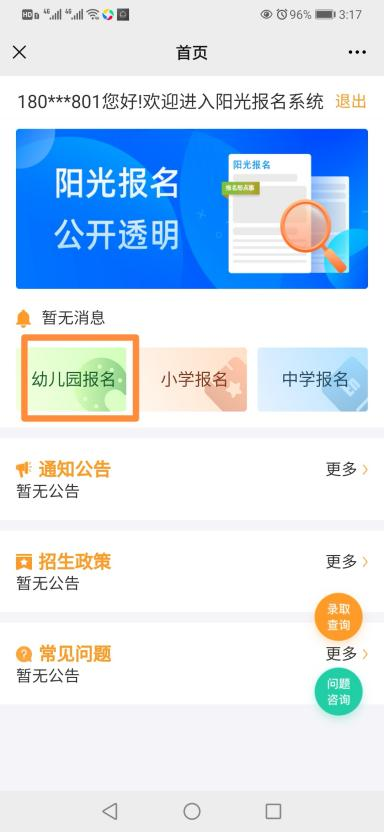 HD 4G 4G 96% 3:17
首页
180***801您好!欢迎进入阳光报名系统 退出
阳光报名
公开透明
阳光报名
暂无消息
幼儿园报名 小学报名 中学报名
通知公告 更多
暂无公告
招生政策 更多
暂无公告
录取
查询
常见问题 更多
暂无公告
问题
咨询